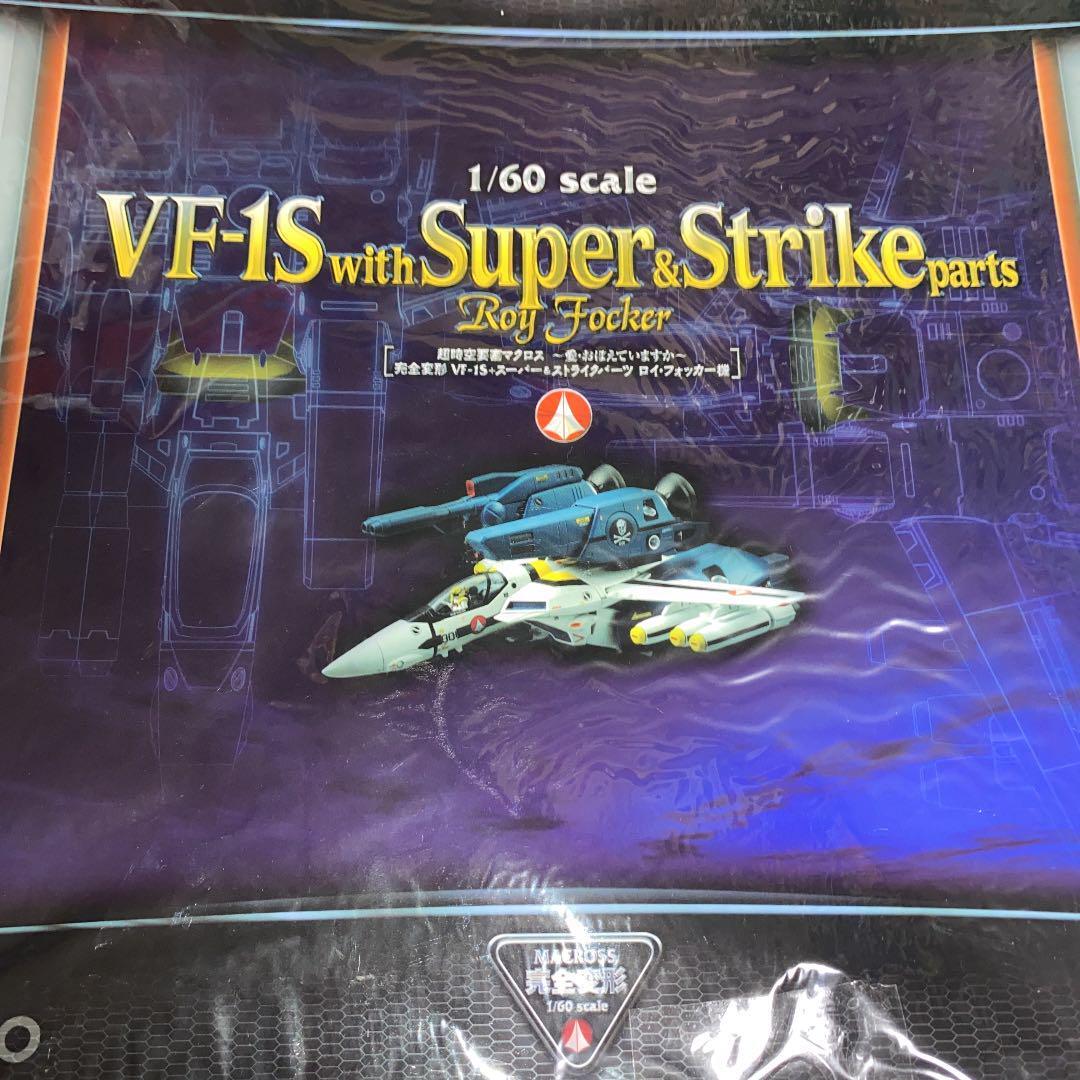 1/60 scale
VF-1S with Super & Strike parts
Roy Focker
超時空要塞マクロス ～愛・おぼえていますか～
完全変形 VF-1S+スーパー&ストライクパーツ ロイ・フォッカー機
MACROSS
完全変形
1/60 scale